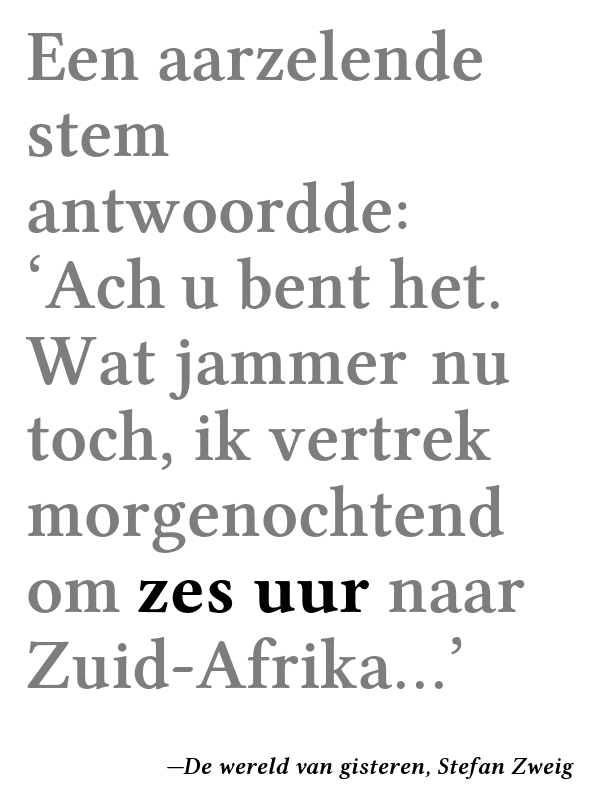 Een aarzelende
stem
antwoordde:
‘Ach u bent het.
Wat jammer nu
toch, ik vertrek
morgenochtend
om zes uur naar
Zuid-Afrika…’
—De wereld van gisteren, Stefan Zweig